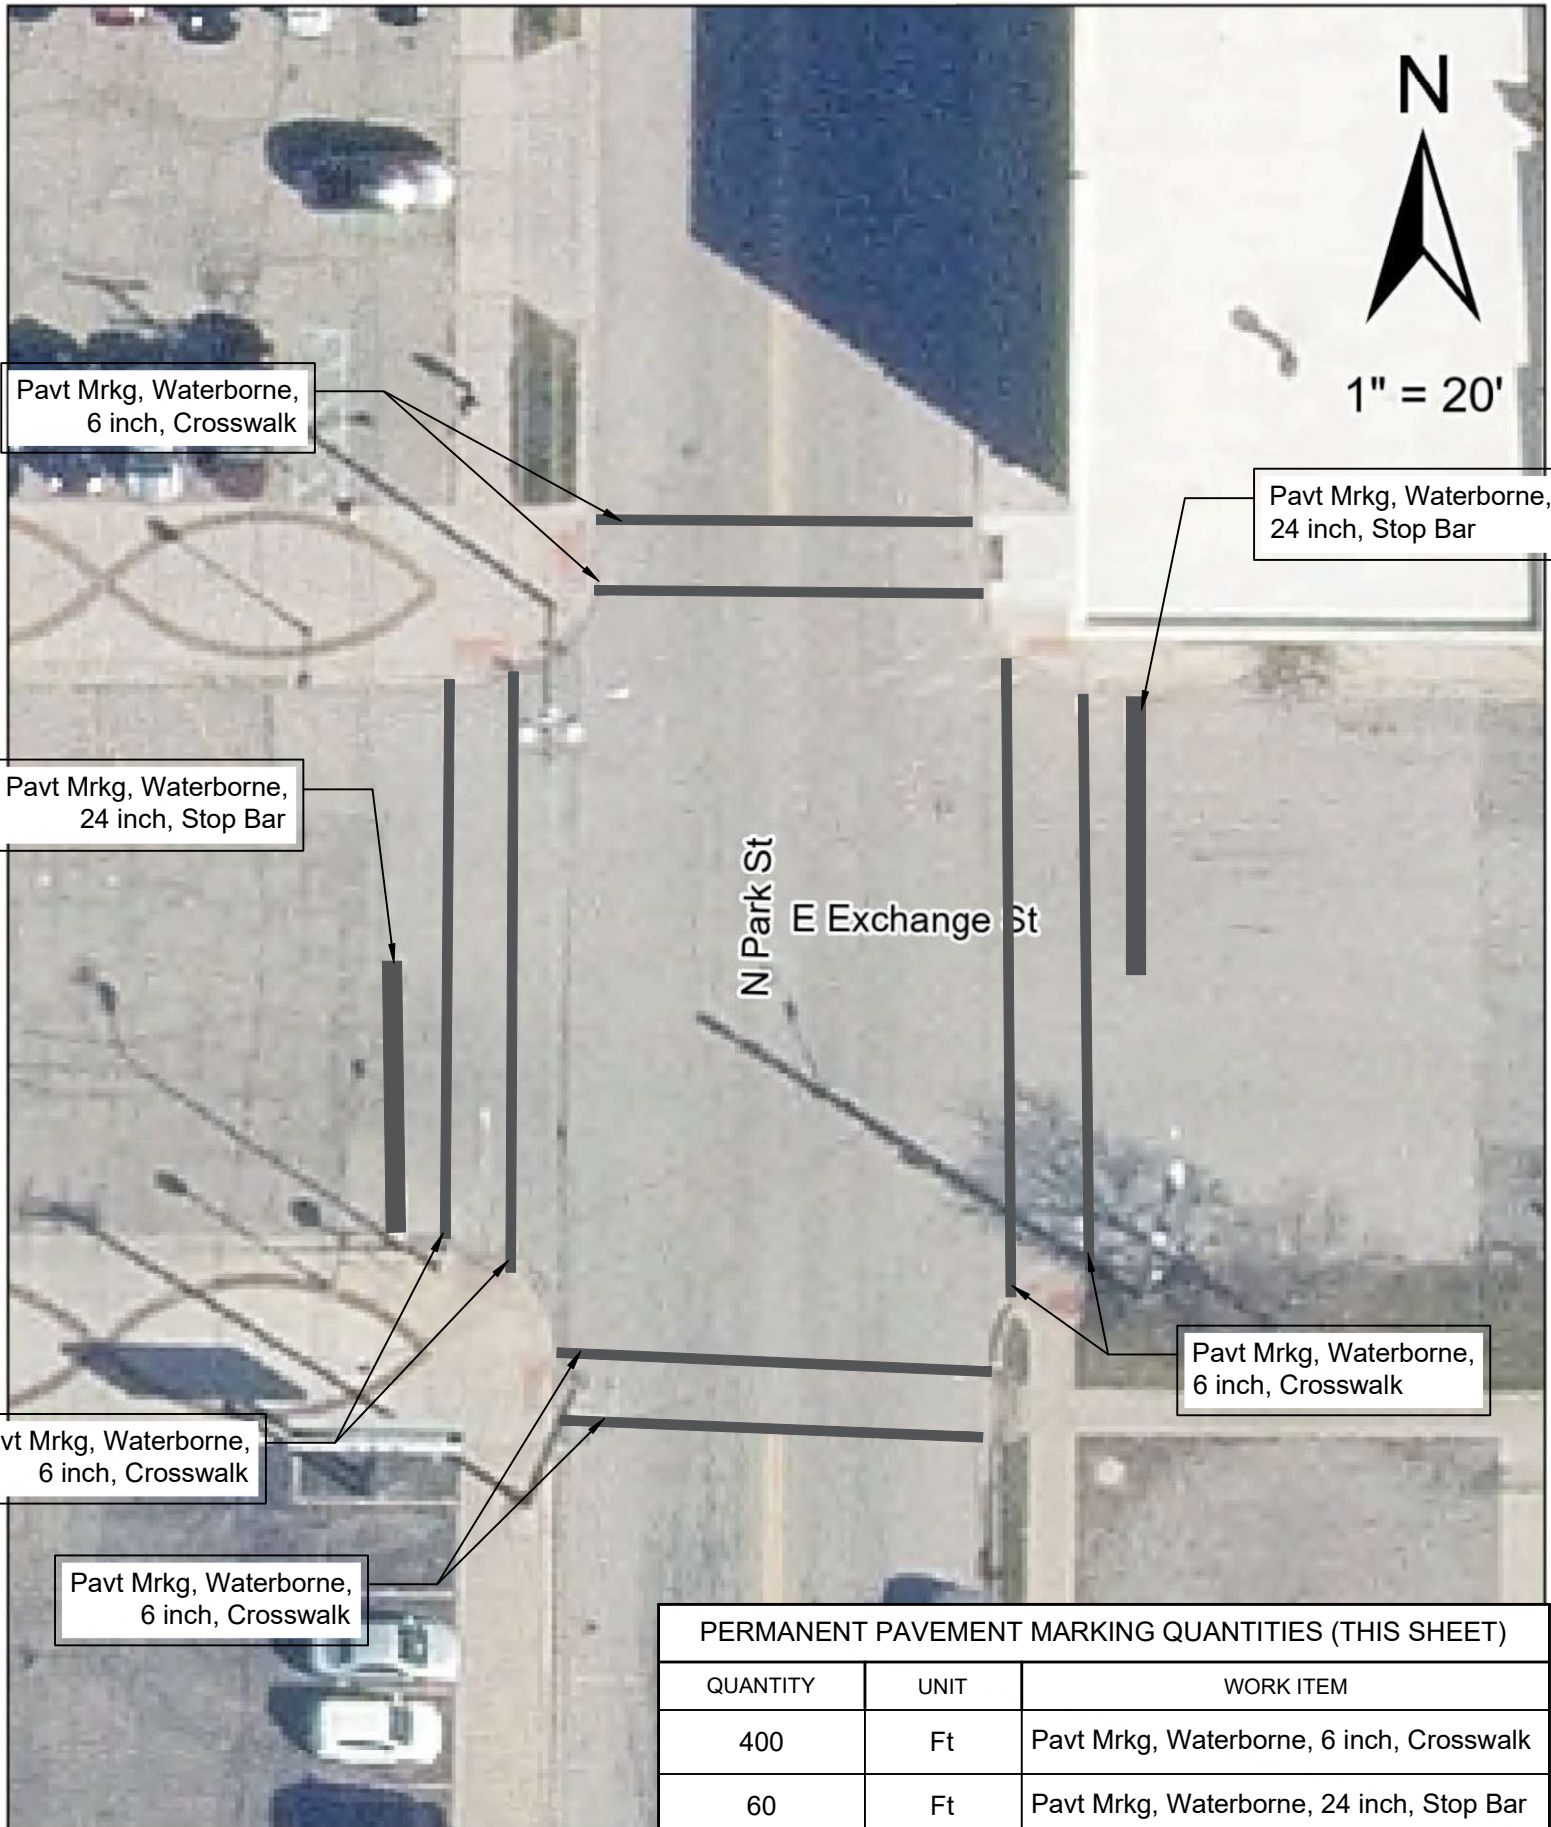 N
1" = 20'
Pavt Mrkg, Waterborne,
6 inch, Crosswalk
Pavt Mrkg, Waterborne,
24 inch, Stop Bar
Pavt Mrkg, Waterborne,
24 inch, Stop Bar
N Park St
E Exchange St
Pavt Mrkg, Waterborne,
6 inch, Crosswalk
vt Mrkg, Waterborne,
6 inch, Crosswalk
Pavt Mrkg, Waterborne,
6 inch, Crosswalk
PERMANENT PAVEMENT MARKING QUANTITIES (THIS SHEET)
QUANTITY UNIT WORK ITEM
400 Ft Pavt Mrkg, Waterborne, 6 inch, Crosswalk
60 Ft Pavt Mrkg, Waterborne, 24 inch, Stop Bar